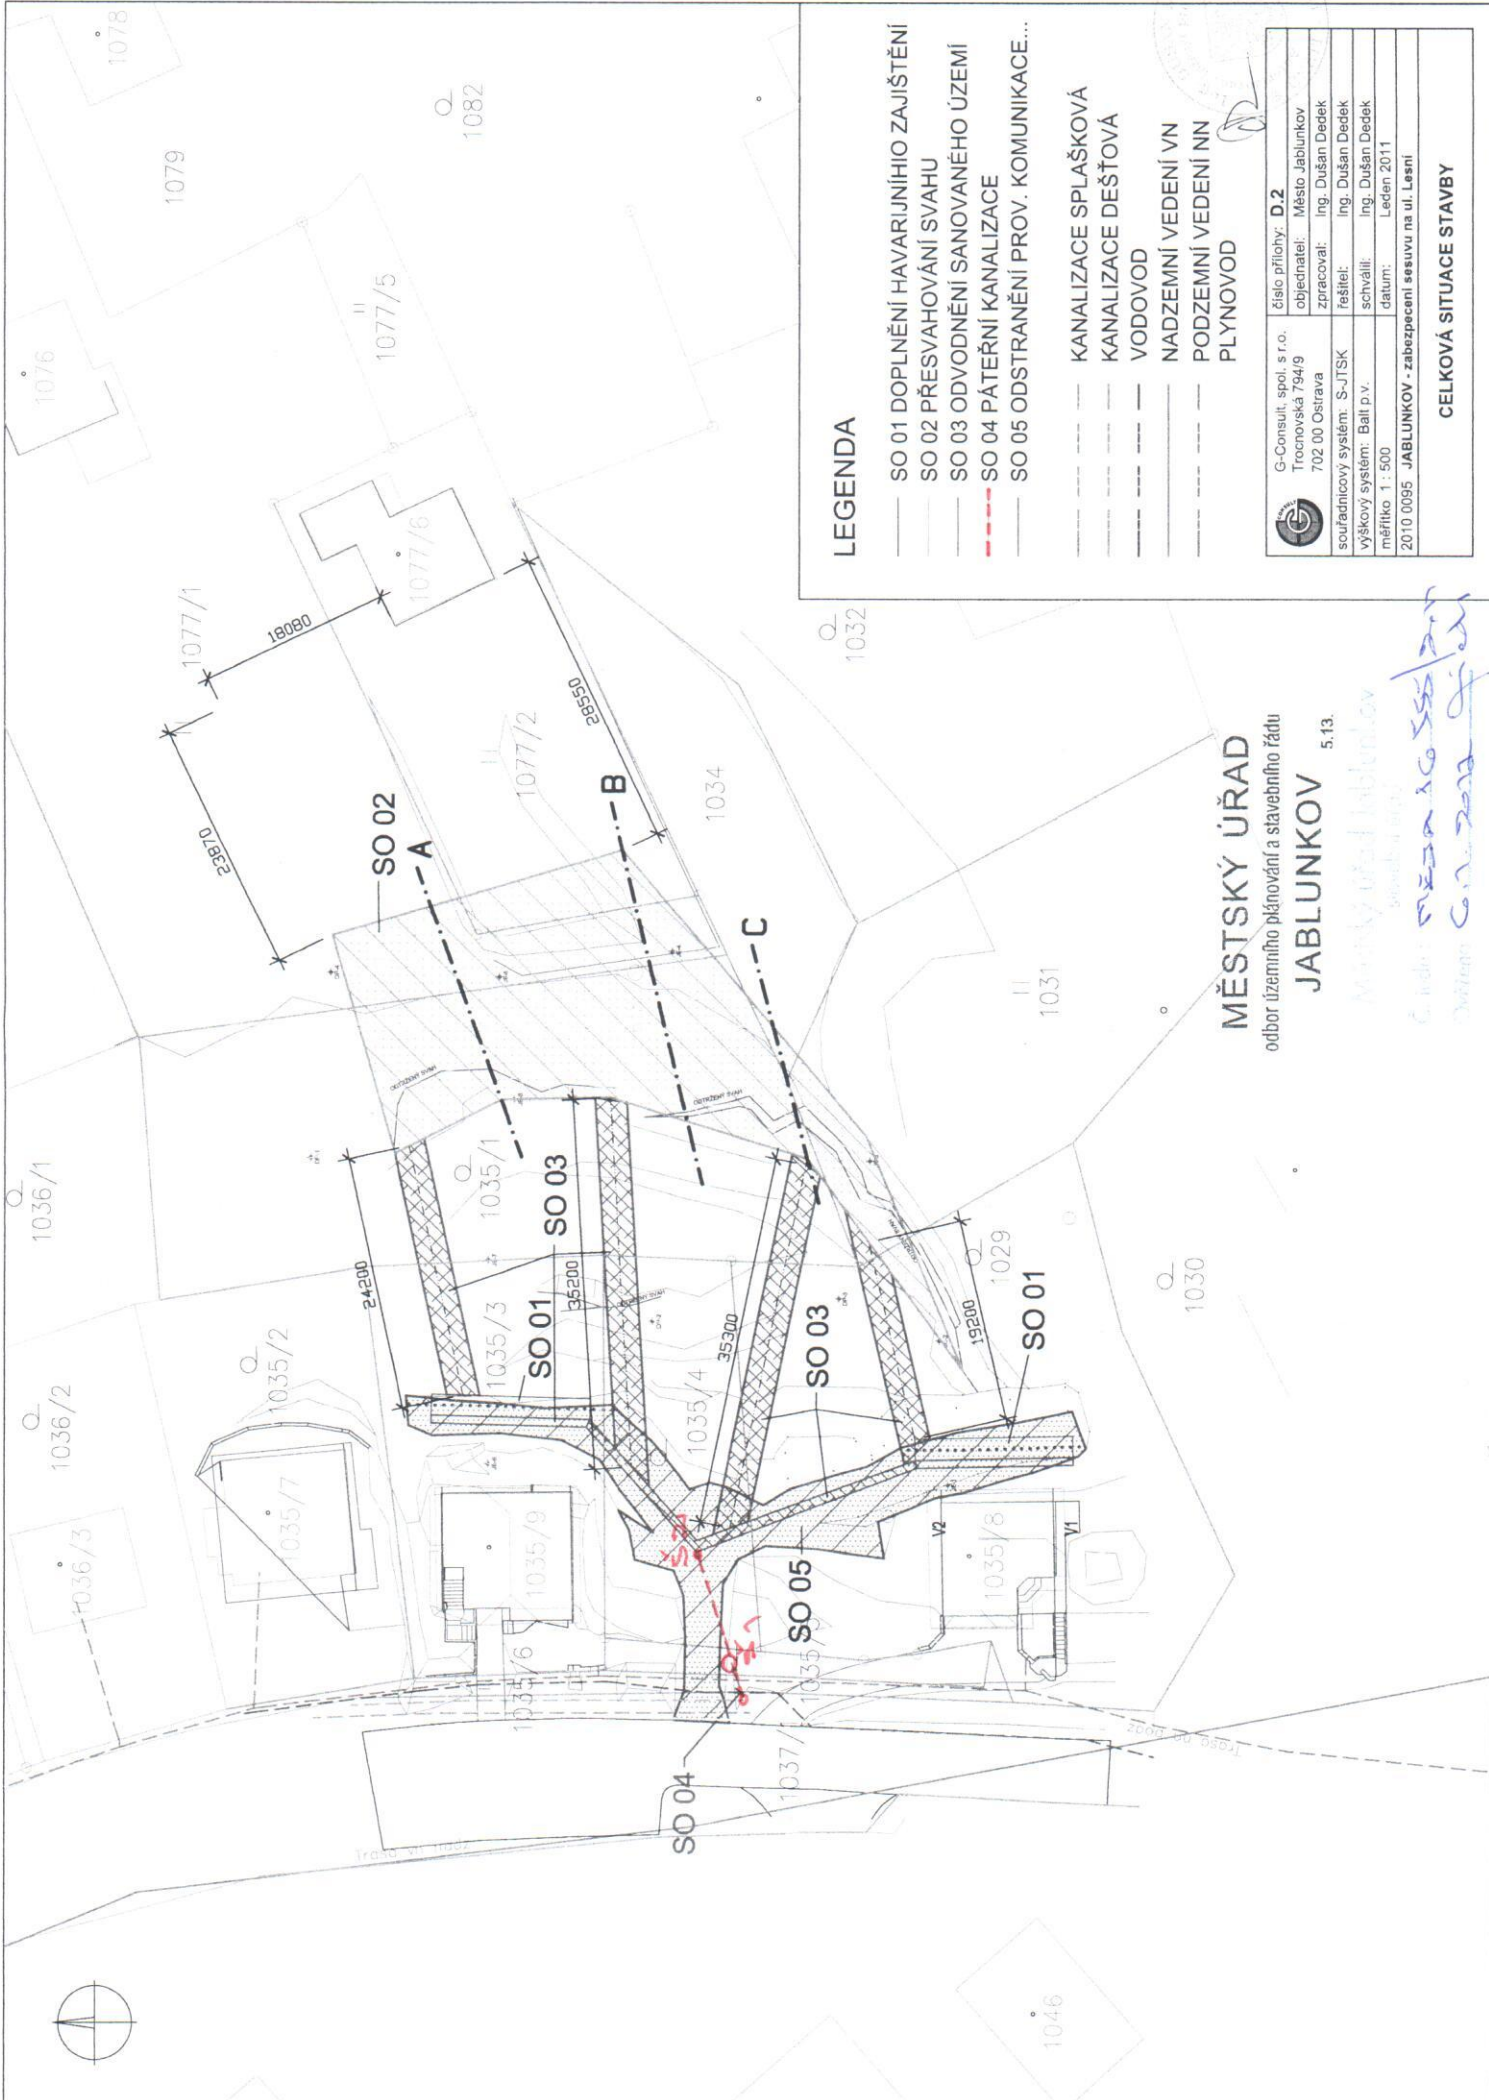 1078
1082
1079
1077/5
1076
1077/6
1077/1
18080
28550
23870
1077/2
1034
1032
SO 02
A
B
C
1031
1036/1
24200
1035/1
SO 03
35200
1035/3
SO 01
1036/2
1035/2
1036/3
1035/7
1035/9
1035/6
1035/4
35300
SO 03
1029
19200
SO 01
1030
ODTRŽENÝ SVAH
ODTRŽENÝ SVAH
Š2
SO 05
V2
V1
1035/8
SO 04
1037/
1046
LEGENDA
SO 01 DOPLNĚNÍ HAVARIJNÍHO ZAJIŠTĚNÍ
SO 02 PŘESVAHOVÁNÍ SVAHU
SO 03 ODVODNĚNÍ SANOVANÉHO ÚZEMÍ
SO 04 PÁTEŘNÍ KANALIZACE
SO 05 ODSTRANĚNÍ PROV. KOMUNIKACE...
KANALIZACE SPLAŠKOVÁ
KANALIZACE DEŠŤOVÁ
VODOVOD
NADZEMNÍ VEDENÍ VN
PODZEMNÍ VEDENÍ NN
PLYNOVOD
G-Consult, spol. s r.o.
Trocnovská 794/9
702 00 Ostrava
číslo přílohy: D.2
objednatel: Město Jablunkov
zpracoval: Ing. Dušan Dedek
souřadnicový systém: S-JTSK
řešitel: Ing. Dušan Dedek
výškový systém: Balt p.v.
schválil: Ing. Dušan Dedek
měřítko 1 : 500
datum: Leden 2011
2010 0095 JABLUNKOV - zabezpečení sesuvu na ul. Lesní
CELKOVÁ SITUACE STAVBY
MĚSTSKÝ ÚŘAD
odbor územního plánování a stavebního řádu
JABLUNKOV
5.13.